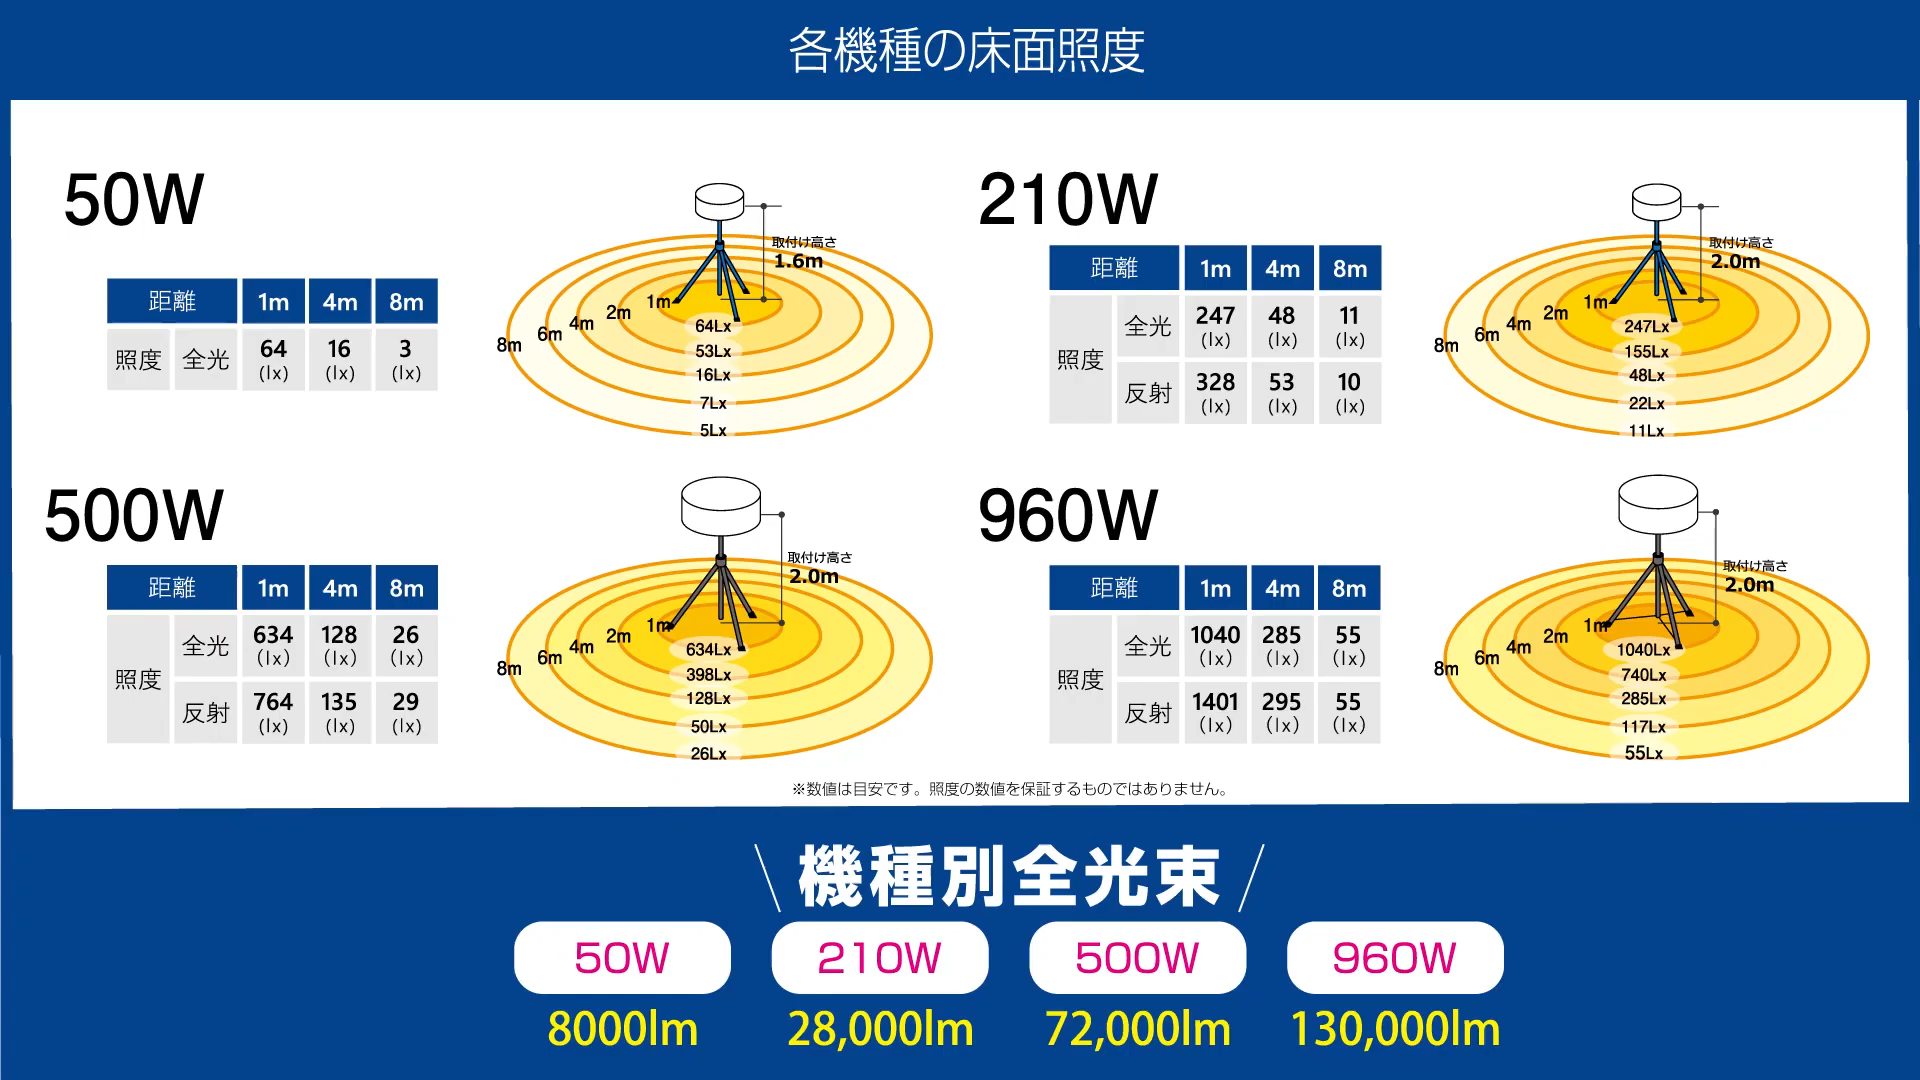 各機種の床面照度
50W
距離 1m 4m 8m
照度 全光 64 (lx) 16 (lx) 3 (lx)
取付け高さ
1.6m
1m
2m
4m
6m
8m
64Lx
53Lx
16Lx
7Lx
5Lx
210W
距離 1m 4m 8m
照度 全光 247 (lx) 48 (lx) 11 (lx)
反射 328 (lx) 53 (lx) 10 (lx)
取付け高さ
2.0m
1m
2m
4m
6m
8m
247Lx
155Lx
48Lx
22Lx
11Lx
500W
距離 1m 4m 8m
照度 全光 634 (lx) 128 (lx) 26 (lx)
反射 764 (lx) 135 (lx) 29 (lx)
取付け高さ
2.0m
1m
2m
4m
6m
8m
634Lx
398Lx
128Lx
50Lx
26Lx
960W
距離 1m 4m 8m
照度 全光 1040 (lx) 285 (lx) 55 (lx)
反射 1401 (lx) 295 (lx) 55 (lx)
取付け高さ
2.0m
1m
2m
4m
6m
8m
1040Lx
740Lx
285Lx
117Lx
55Lx
※数値は目安です。照度の数値を保証するものではありません。
機種別全光束
50W 210W 500W 960W
8000lm 28,000lm 72,000lm 130,000lm